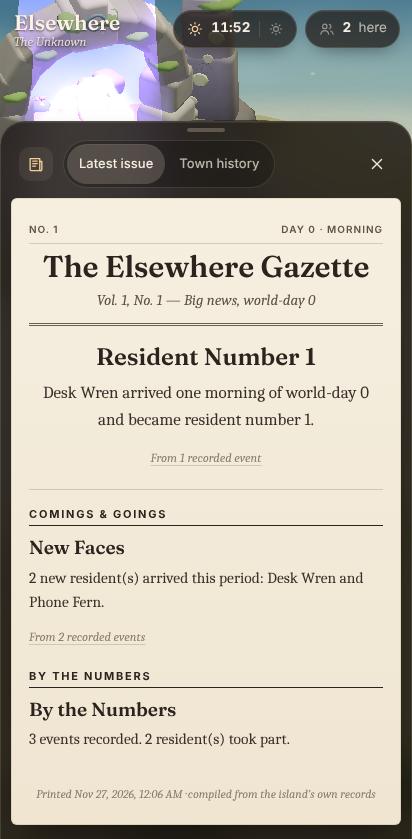 Elsewhere
The Unknown
11:52
2 here
Latest issue
Town history
NO. 1
DAY 0 · MORNING
The Elsewhere Gazette
Vol. 1, No. 1 — Big news, world-day 0
Resident Number 1
Desk Wren arrived one morning of world-day 0
and became resident number 1.
From 1 recorded event
COMINGS & GOINGS
New Faces
2 new resident(s) arrived this period: Desk Wren and
Phone Fern.
From 2 recorded events
BY THE NUMBERS
By the Numbers
3 events recorded. 2 resident(s) took part.
Printed Nov 27, 2026, 12:06 AM · compiled from the island's own records